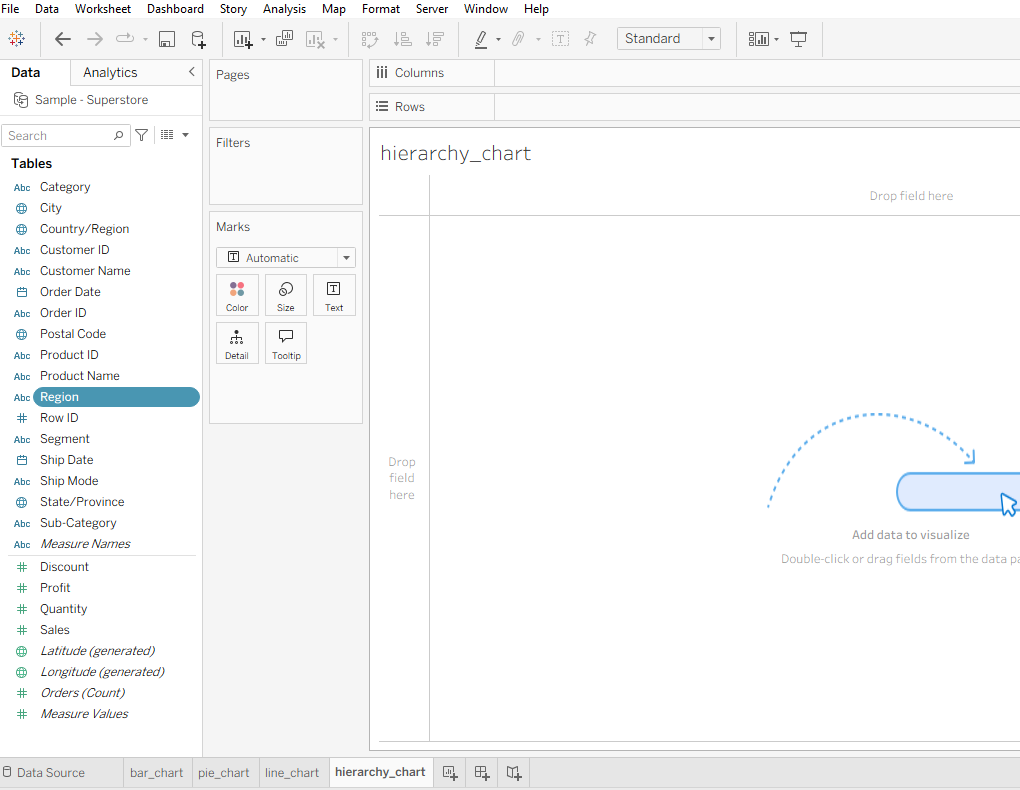 File Data Worksheet Dashboard Story Analysis Map Format Server Window Help
Standard
Data Analytics
Sample - Superstore
Search
Tables
Abc Category
City
Country/Region
Abc Customer ID
Abc Customer Name
Order Date
Abc Order ID
Postal Code
Abc Product ID
Abc Product Name
Abc Region
Row ID
Abc Segment
Ship Date
Abc Ship Mode
State/Province
Abc Sub-Category
Abc Measure Names
Discount
Profit
Quantity
Sales
Latitude (generated)
Longitude (generated)
Orders (Count)
Measure Values
Pages
Filters
Marks
T Automatic
Color Size T Text
Detail Tooltip
Columns
Rows
hierarchy_chart
Drop field here
Drop
field
here
Add data to visualize
Double-click or drag fields from the data pa
Data Source bar_chart pie_chart line_chart hierarchy_chart